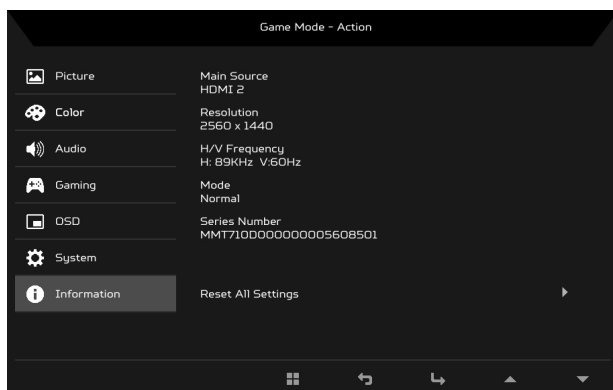 Game Mode - Action
Picture
Color
Audio
Gaming
OSD
System
Information
Main Source
HDMI 2
Resolution
2560 x 1440
H/V Frequency
H: 89KHz V:60Hz
Mode
Normal
Series Number
MMT710D000000005608501
Reset All Settings